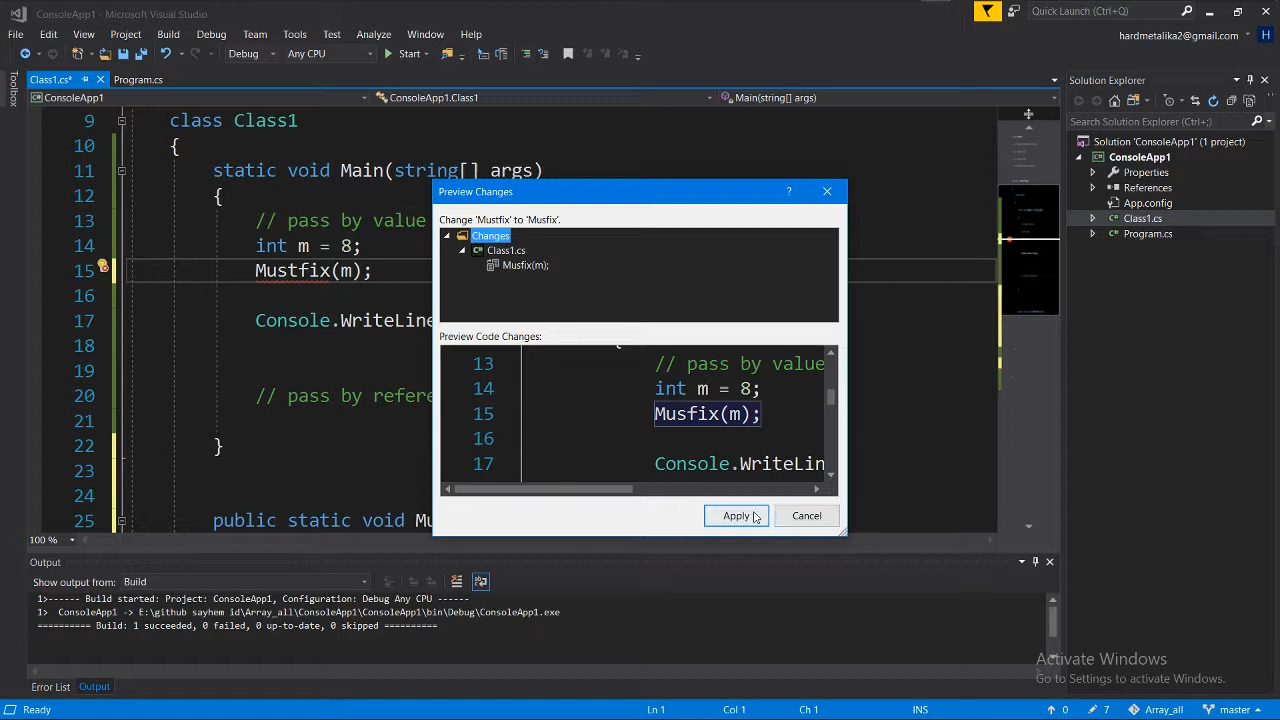 ConsoleApp1 - Microsoft Visual Studio
Quick Launch (Ctrl+Q)
File Edit View Project Build Debug Team Tools Test Analyze Window Help
hardmetalika2@gmail.com H
Debug Any CPU Start
Toolbox
Class1.cs* Program.cs
ConsoleApp1 ConsoleApp1.Class1 Main(string[] args)
9 class Class1
10 {
11 static void Main(string[] args)
12 {
13 // pass by value
14 int m = 8;
15 Mustfix(m);
16
17 Console.WriteLine
18
19
20 // pass by refere
21
22 }
23
24
25 public static void Mu
100 %
Preview Changes
? ×
Change 'Mustfix' to 'Musfix'.
Changes
Class1.cs
Musfix(m);
Preview Code Changes:
13 // pass by value
14 int m = 8;
15 Musfix(m);
16
17 Console.WriteLin
Apply Cancel
Solution Explorer
Search Solution Explorer (Ctrl+;)
Solution 'ConsoleApp1' (1 project)
ConsoleApp1
Properties
References
App.config
Class1.cs
Program.cs
Output
Show output from: Build
1>------ Build started: Project: ConsoleApp1, Configuration: Debug Any CPU ------
1> ConsoleApp1 -> E:\github sayhem id\Array_all\ConsoleApp1\ConsoleApp1\bin\Debug\ConsoleApp1.exe
========== Build: 1 succeeded, 0 failed, 0 up-to-date, 0 skipped ==========
Activate Windows
Go to Settings to activate Windows.
Error List Output
Ready Ln 1 Col 1 Ch 1 INS 0 7 Array_all master